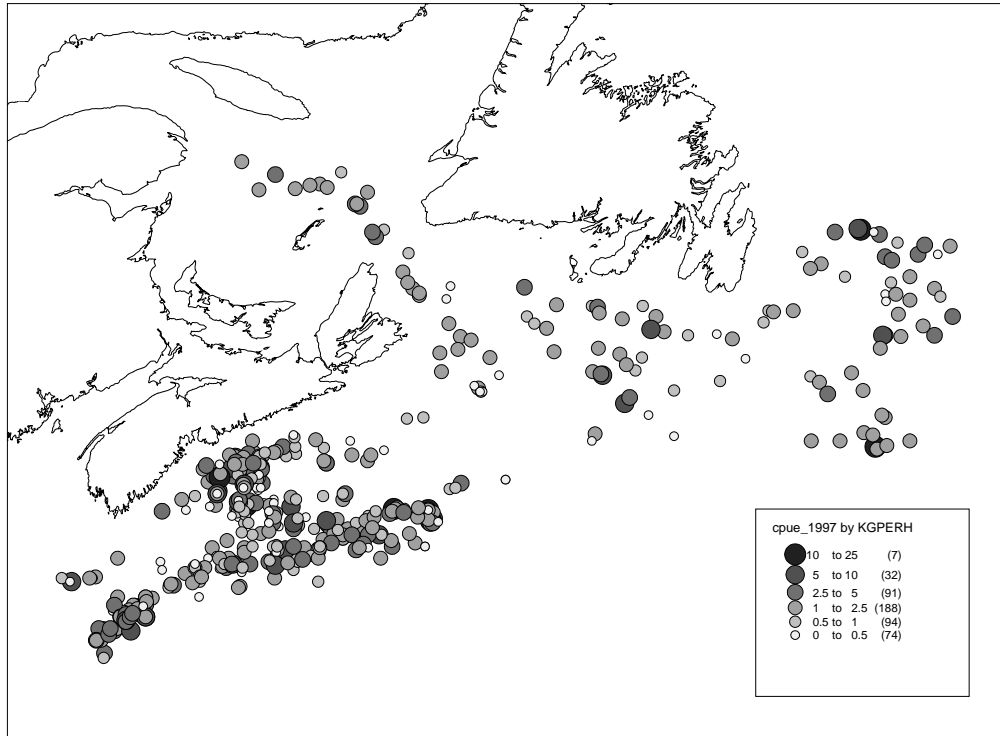 cpue_1997 by KGPERH
10 to 25 (7)
5 to 10 (32)
2.5 to 5 (91)
1 to 2.5 (188)
0.5 to 1 (94)
0 to 0.5 (74)